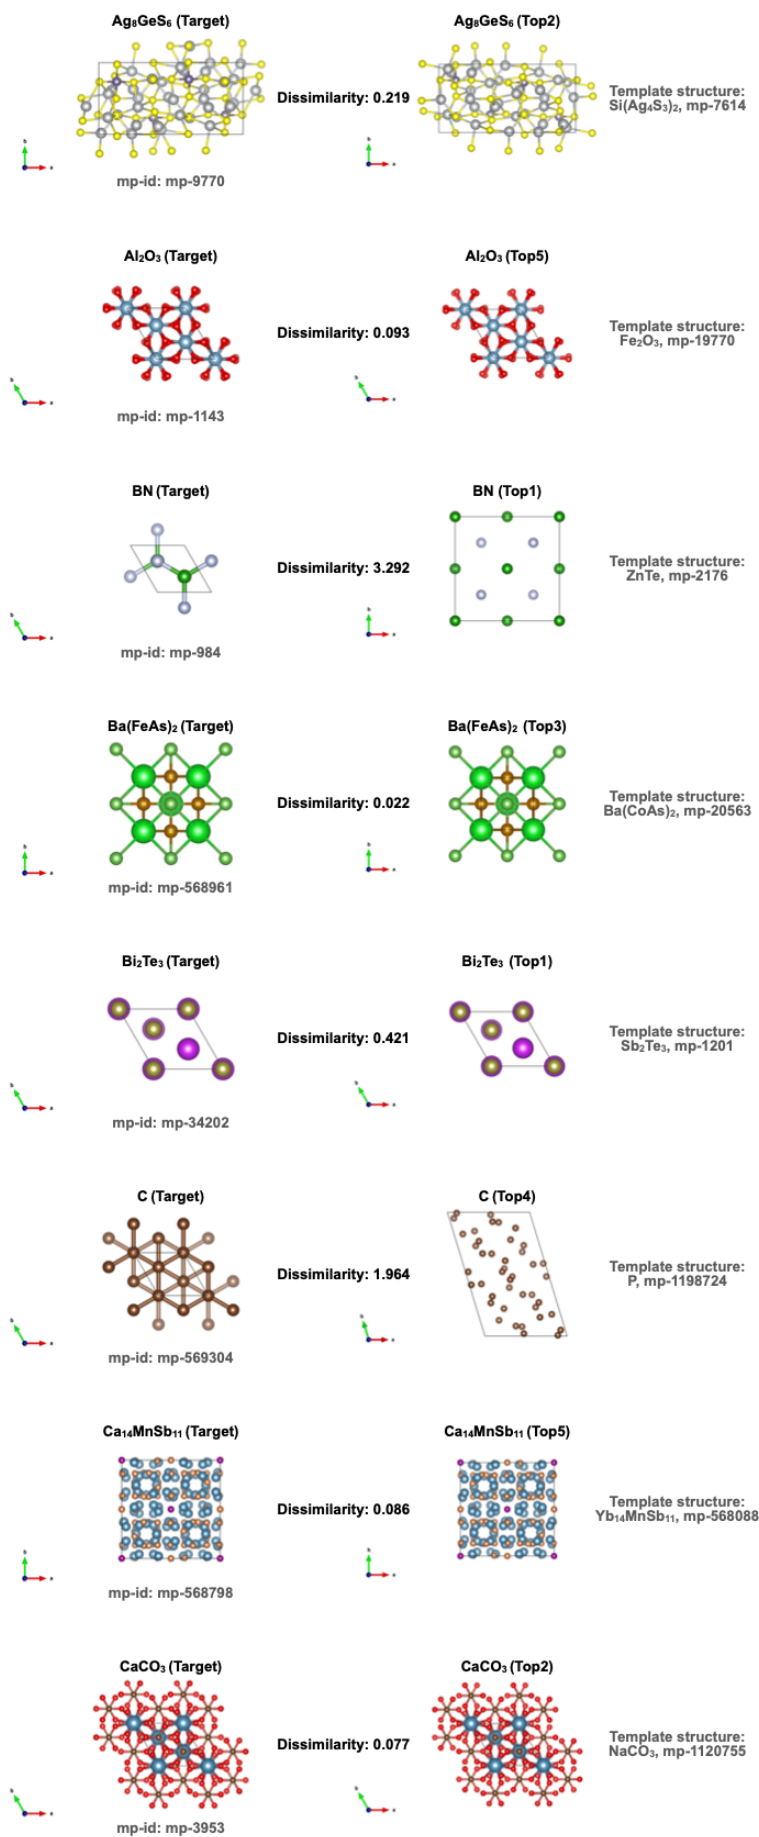 Ag₈GeS₆ (Target)
Ag₈GeS₆ (Top2)
Dissimilarity: 0.219
Template structure:
Si(Ag₄S₃)₂, mp-7614
b
a
b
a
mp-id: mp-9770
Al₂O₃ (Target)
Al₂O₃ (Top5)
Dissimilarity: 0.093
Template structure:
Fe₂O₃, mp-19770
b
a
b
a
mp-id: mp-1143
BN (Target)
BN (Top1)
Dissimilarity: 3.292
Template structure:
ZnTe, mp-2176
b
a
b
a
mp-id: mp-984
Ba(FeAs)₂ (Target)
Ba(FeAs)₂ (Top3)
Dissimilarity: 0.022
Template structure:
Ba(CoAs)₂, mp-20563
b
a
b
a
mp-id: mp-568961
Bi₂Te₃ (Target)
Bi₂Te₃ (Top1)
Dissimilarity: 0.421
Template structure:
Sb₂Te₃, mp-1201
b
a
b
a
mp-id: mp-34202
C (Target)
C (Top4)
Dissimilarity: 1.964
Template structure:
P, mp-1198724
b
a
b
a
mp-id: mp-569304
Ca₁₄MnSb₁₁ (Target)
Ca₁₄MnSb₁₁ (Top5)
Dissimilarity: 0.086
Template structure:
Yb₁₄MnSb₁₁, mp-568088
b
a
b
a
mp-id: mp-568798
CaCO₃ (Target)
CaCO₃ (Top2)
Dissimilarity: 0.077
Template structure:
NaCO₃, mp-1120755
b
a
b
a
mp-id: mp-3953